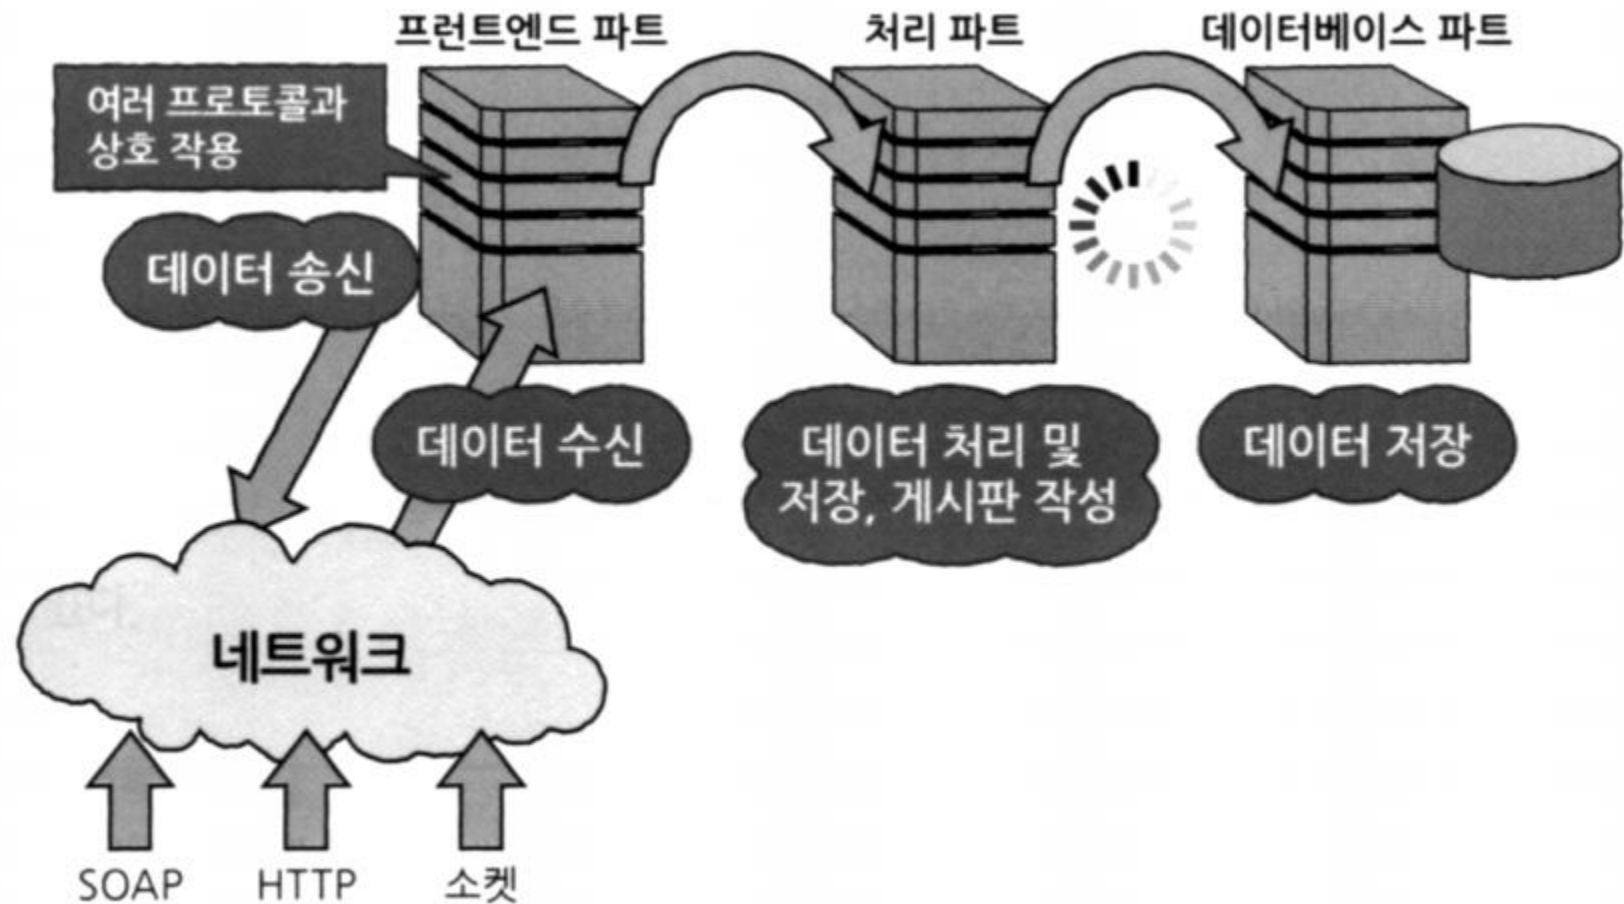 프런트엔드 파트
처리 파트
데이터베이스 파트
여러 프로토콜과
상호 작용
데이터 송신
데이터 수신
데이터 처리 및
저장, 게시판 작성
데이터 저장
네트워크
SOAP
HTTP
소켓